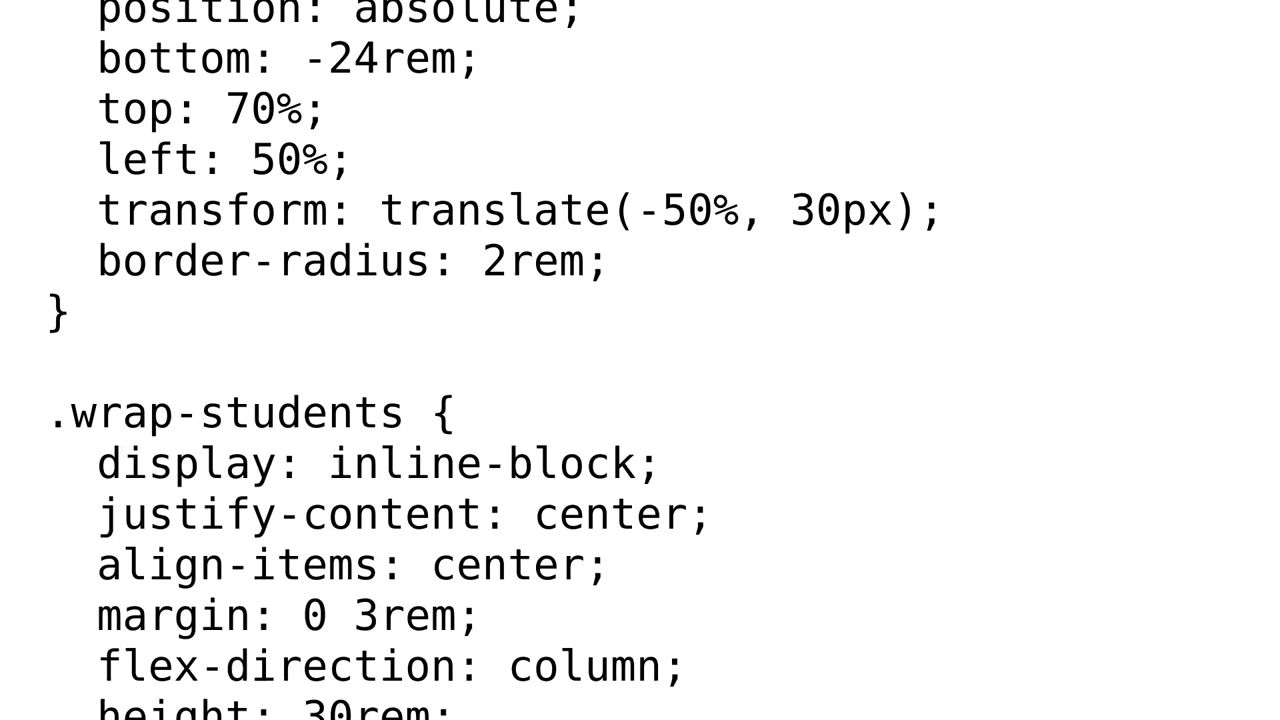 position: absolute;
bottom: -24rem;
top: 70%;
left: 50%;
transform: translate(-50%, 30px);
border-radius: 2rem;
}
.wrap-students {
display: inline-block;
justify-content: center;
align-items: center;
margin: 0 3rem;
flex-direction: column;
height: 30rem;